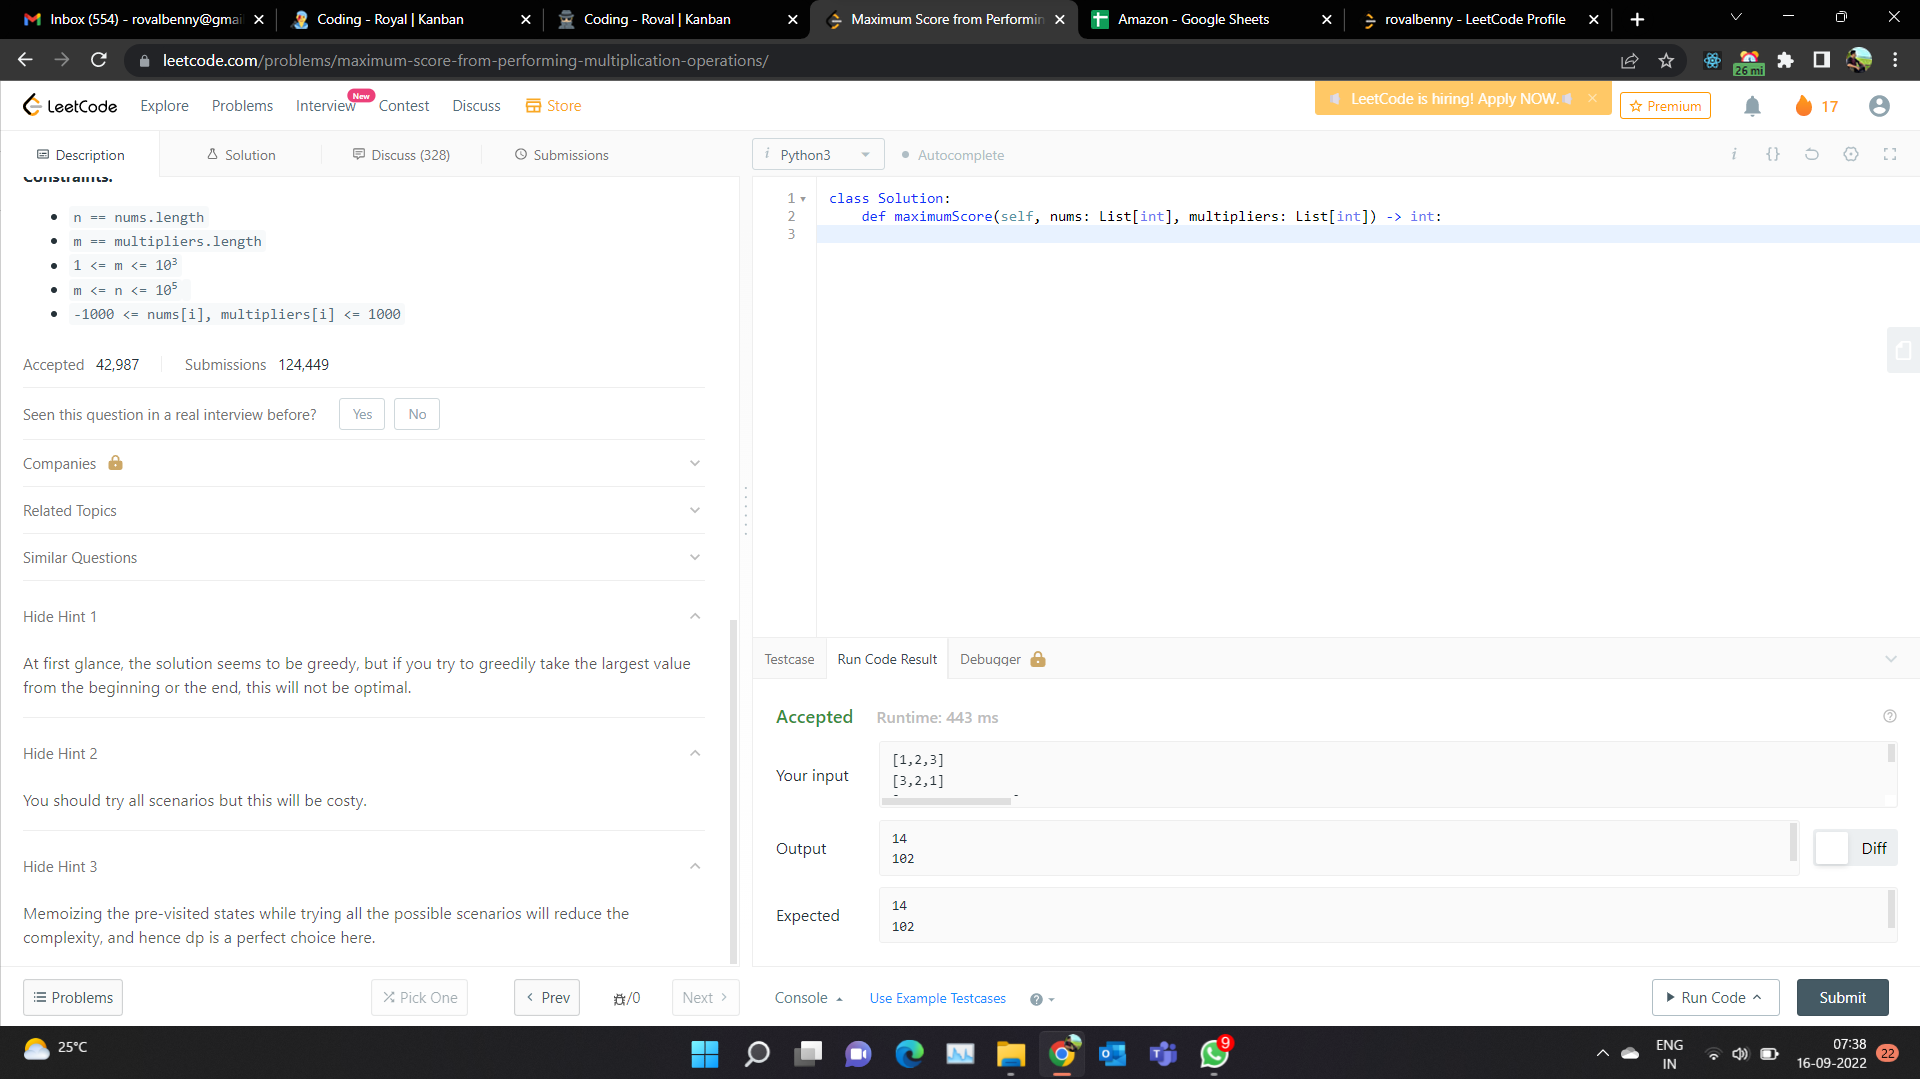 Inbox (554) - rovalbenny@gmai
Coding - Royal | Kanban
Coding - Roval | Kanban
Maximum Score from Performin
Amazon - Google Sheets
rovalbenny - LeetCode Profile
leetcode.com/problems/maximum-score-from-performing-multiplication-operations/
26 mi
LeetCode
Explore
Problems
Interview
New
Contest
Discuss
Store
LeetCode is hiring! Apply NOW.
Premium
17
Description
Solution
Discuss (328)
Submissions
i Python3
Autocomplete
i
{}
Constraints:
n == nums.length
m == multipliers.length
1 <= m <= 10³
m <= n <= 10⁵
-1000 <= nums[i], multipliers[i] <= 1000
Accepted 42,987
Submissions 124,449
Seen this question in a real interview before?
Yes
No
Companies
Related Topics
Similar Questions
Hide Hint 1
At first glance, the solution seems to be greedy, but if you try to greedily take the largest value
from the beginning or the end, this will not be optimal.
Hide Hint 2
You should try all scenarios but this will be costy.
Hide Hint 3
Memoizing the pre-visited states while trying all the possible scenarios will reduce the
complexity, and hence dp is a perfect choice here.
1 class Solution:
2     def maximumScore(self, nums: List[int], multipliers: List[int]) -> int:
3
Testcase
Run Code Result
Debugger
Accepted
Runtime: 443 ms
Your input
[1,2,3]
[3,2,1]
Output
14
102
Diff
Expected
14
102
Problems
Pick One
Prev
/0
Next
Console
Use Example Testcases
Run Code
Submit
25°C
9
ENG
IN
07:38
16-09-2022
22